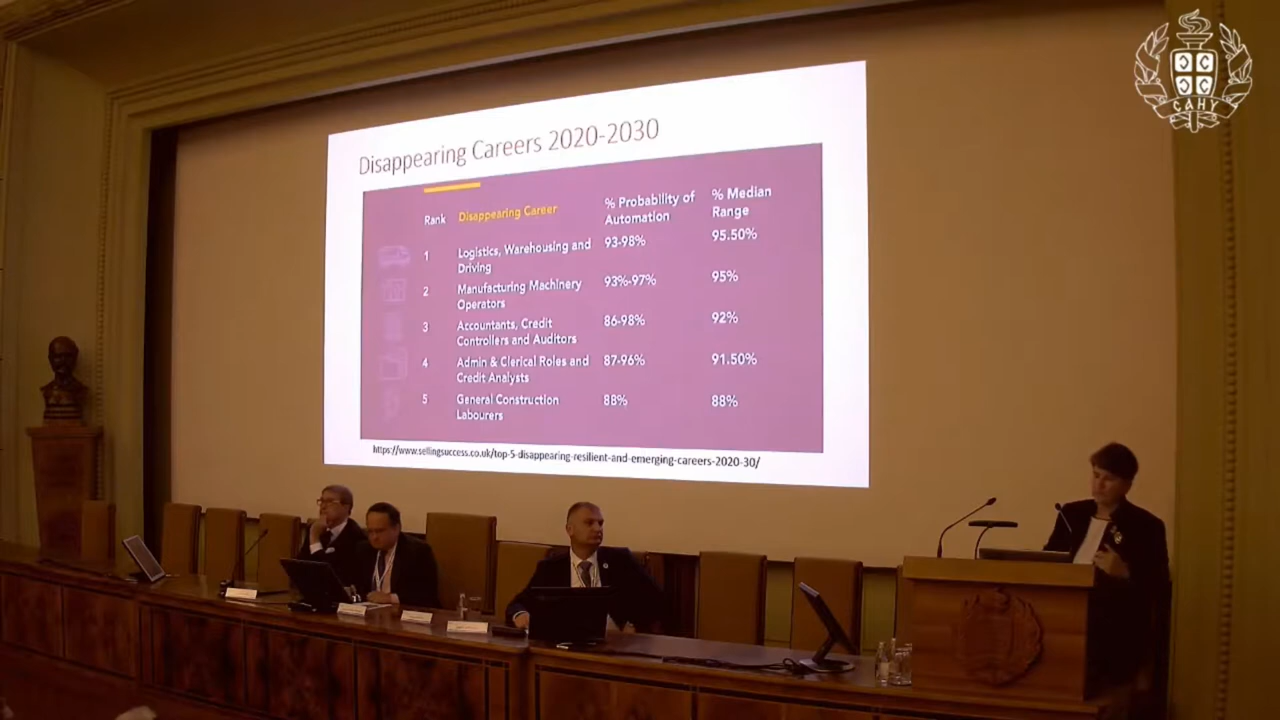 Disappearing Careers 2020-2030
Rank Disappearing Career % Probability of Automation % Median Range
1 Logistics, Warehousing and Driving 93-98% 95.50%
2 Manufacturing Machinery Operators 93%-97% 95%
3 Accountants, Credit Controllers and Auditors 86-98% 92%
4 Admin & Clerical Roles and Credit Analysts 87-96% 91.50%
5 General Construction Labourers 88% 88%
https://www.sellingsuccess.co.uk/top-5-disappearing-resilient-and-emerging-careers-2020-30/
САНУ